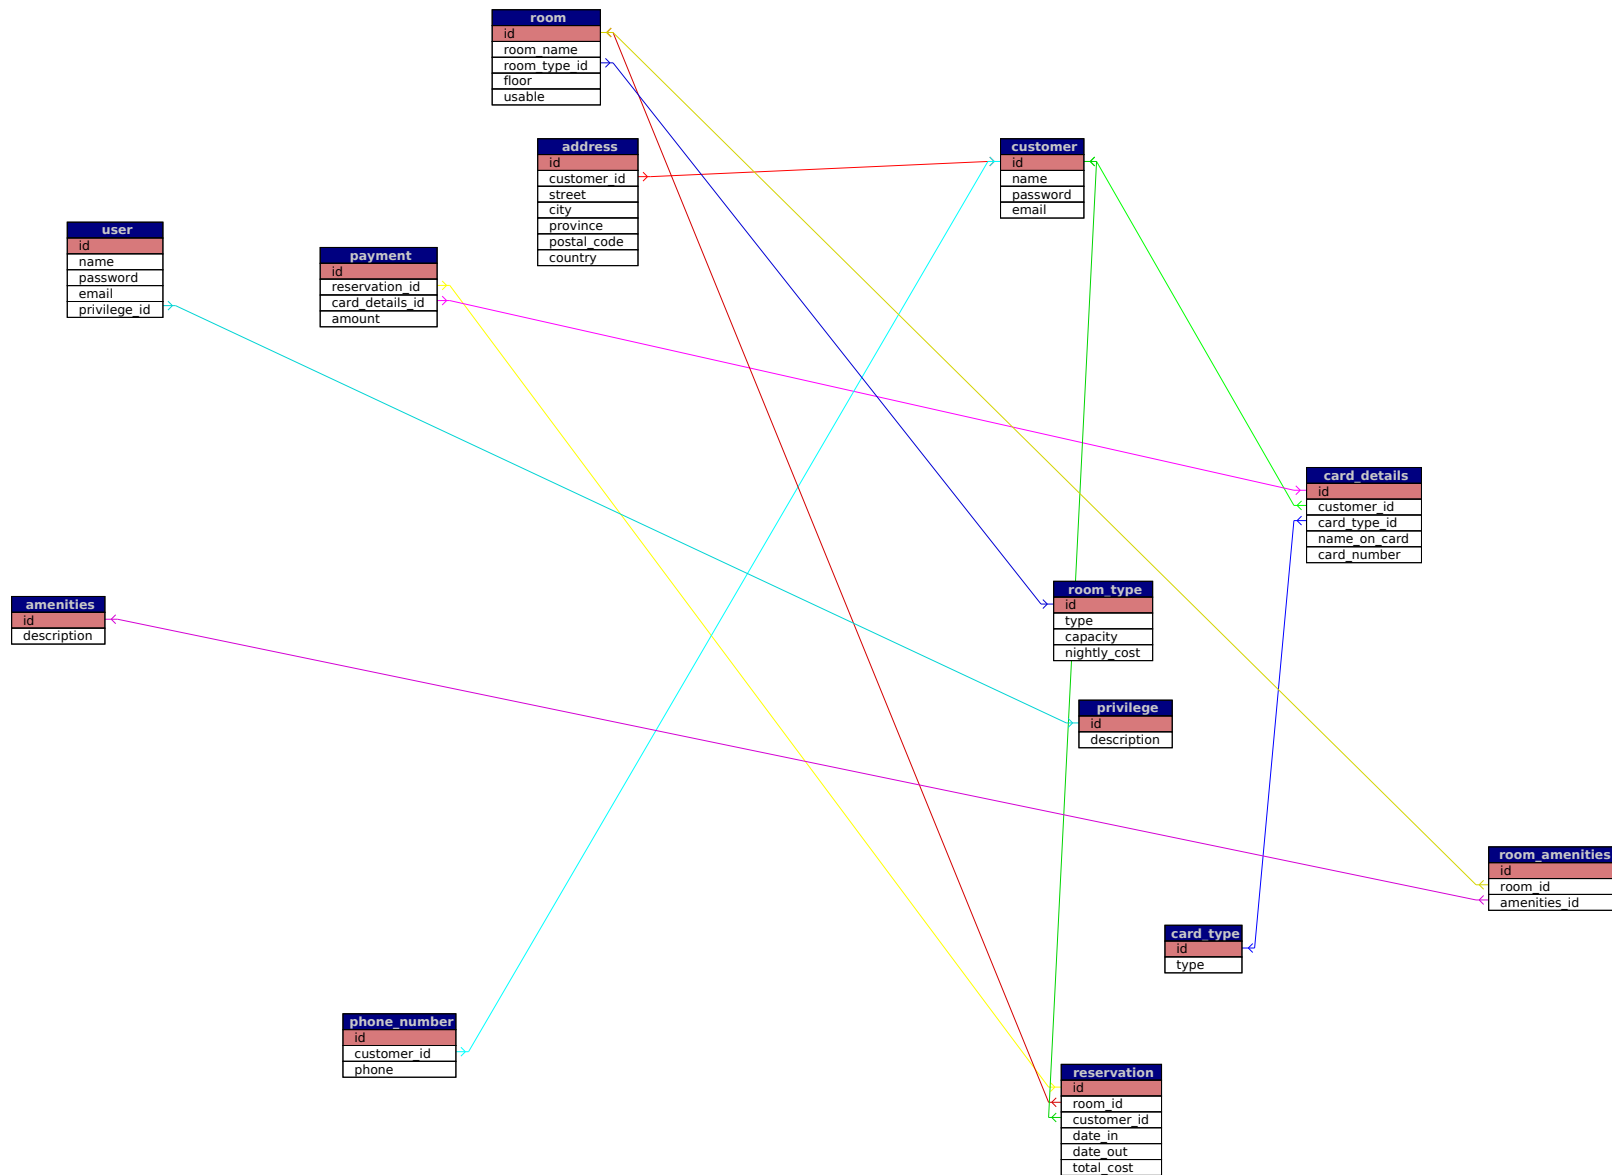 room
id
room_name
room_type_id
floor
usable
address
id
customer_id
street
city
province
postal_code
country
customer
id
name
password
email
user
id
name
password
email
privilege_id
payment
id
reservation_id
card_details_id
amount
card_details
id
customer_id
card_type_id
name_on_card
card_number
room_type
id
type
capacity
nightly_cost
amenities
id
description
privilege
id
description
room_amenities
id
room_id
amenities_id
card_type
id
type
phone_number
id
customer_id
phone
reservation
id
room_id
customer_id
date_in
date_out
total_cost